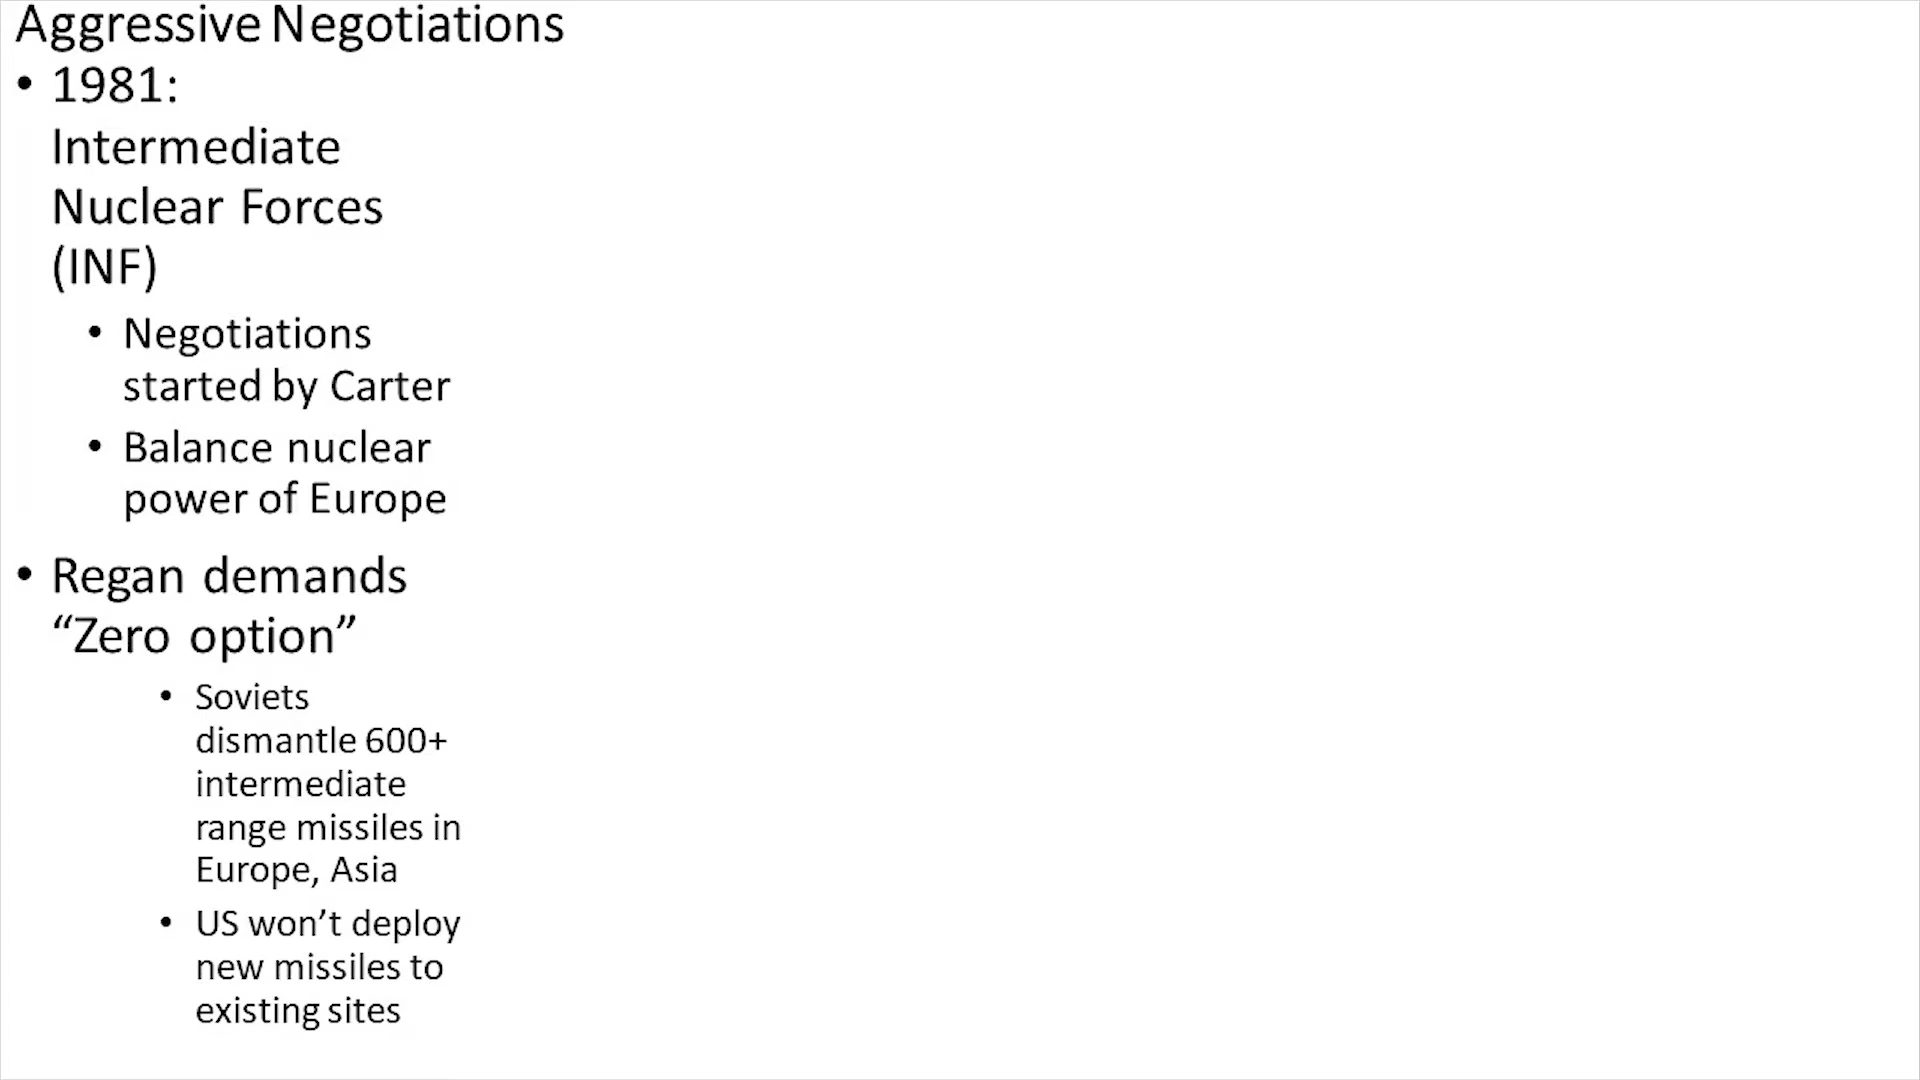 Aggressive Negotiations
• 1981:
Intermediate
Nuclear Forces
(INF)
• Negotiations
started by Carter
• Balance nuclear
power of Europe
• Regan demands
“Zero option”
• Soviets
dismantle 600+
intermediate
range missiles in
Europe, Asia
• US won’t deploy
new missiles to
existing sites